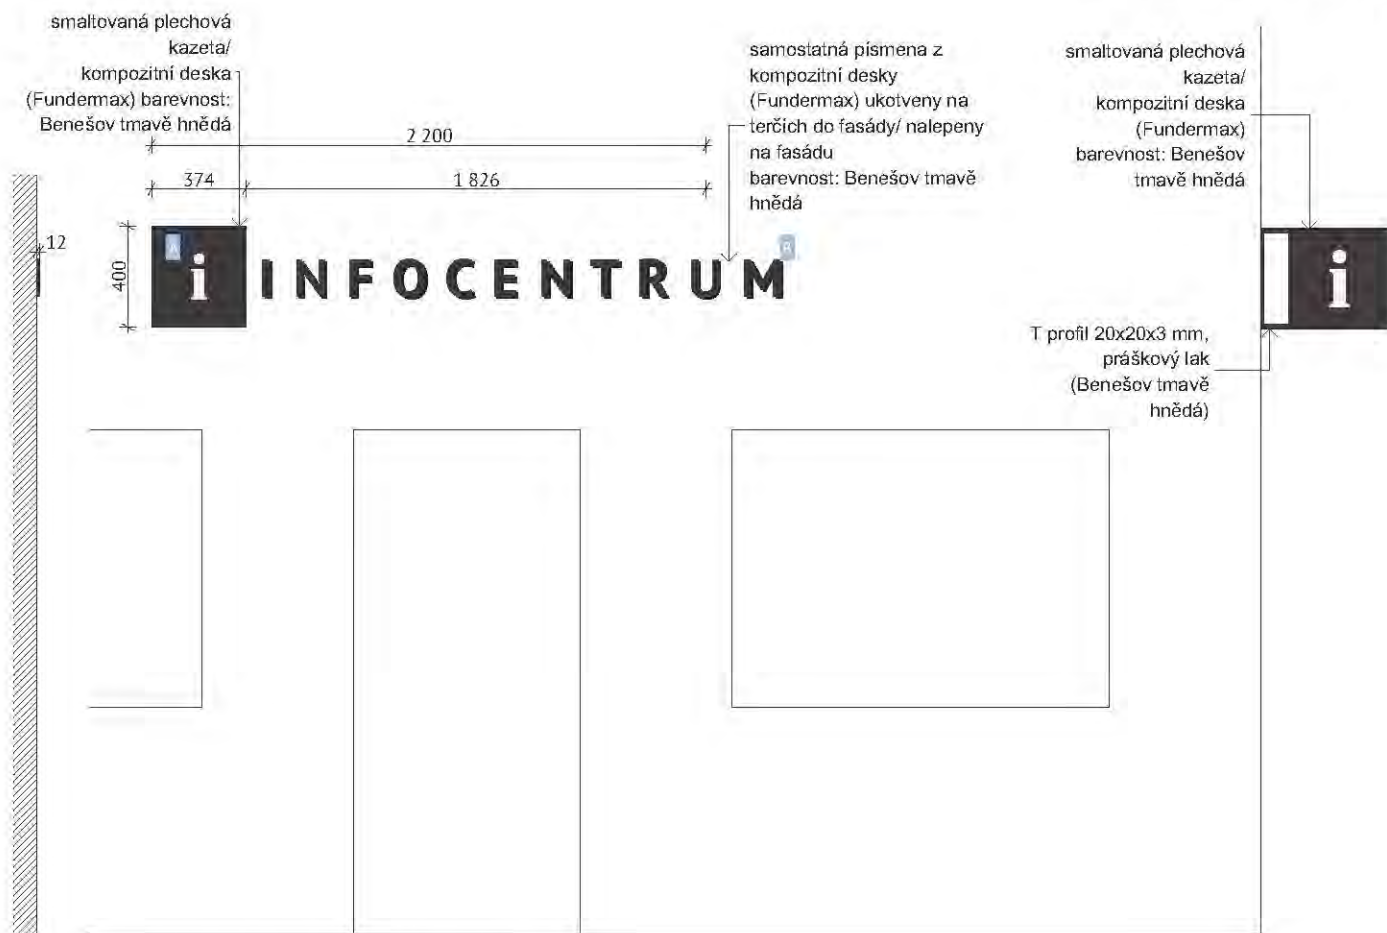 smaltovaná plechová
kazeta/
kompozitní deska
(Fundermax) barevnost:
Benešov tmavě hnědá
samostatná písmena z
kompozitní desky
(Fundermax) ukotveny na
terčích do fasády/ nalepeny
na fasádu
barevnost: Benešov tmavě
hnědá
smaltovaná plechová
kazeta/
kompozitní deska
(Fundermax)
barevnost: Benešov
tmavě hnědá
2 200
374
1 826
12
400
A
i
INFOCENTRUM
i
T profil 20x20x3 mm,
práškový lak
(Benešov tmavě
hnědá)